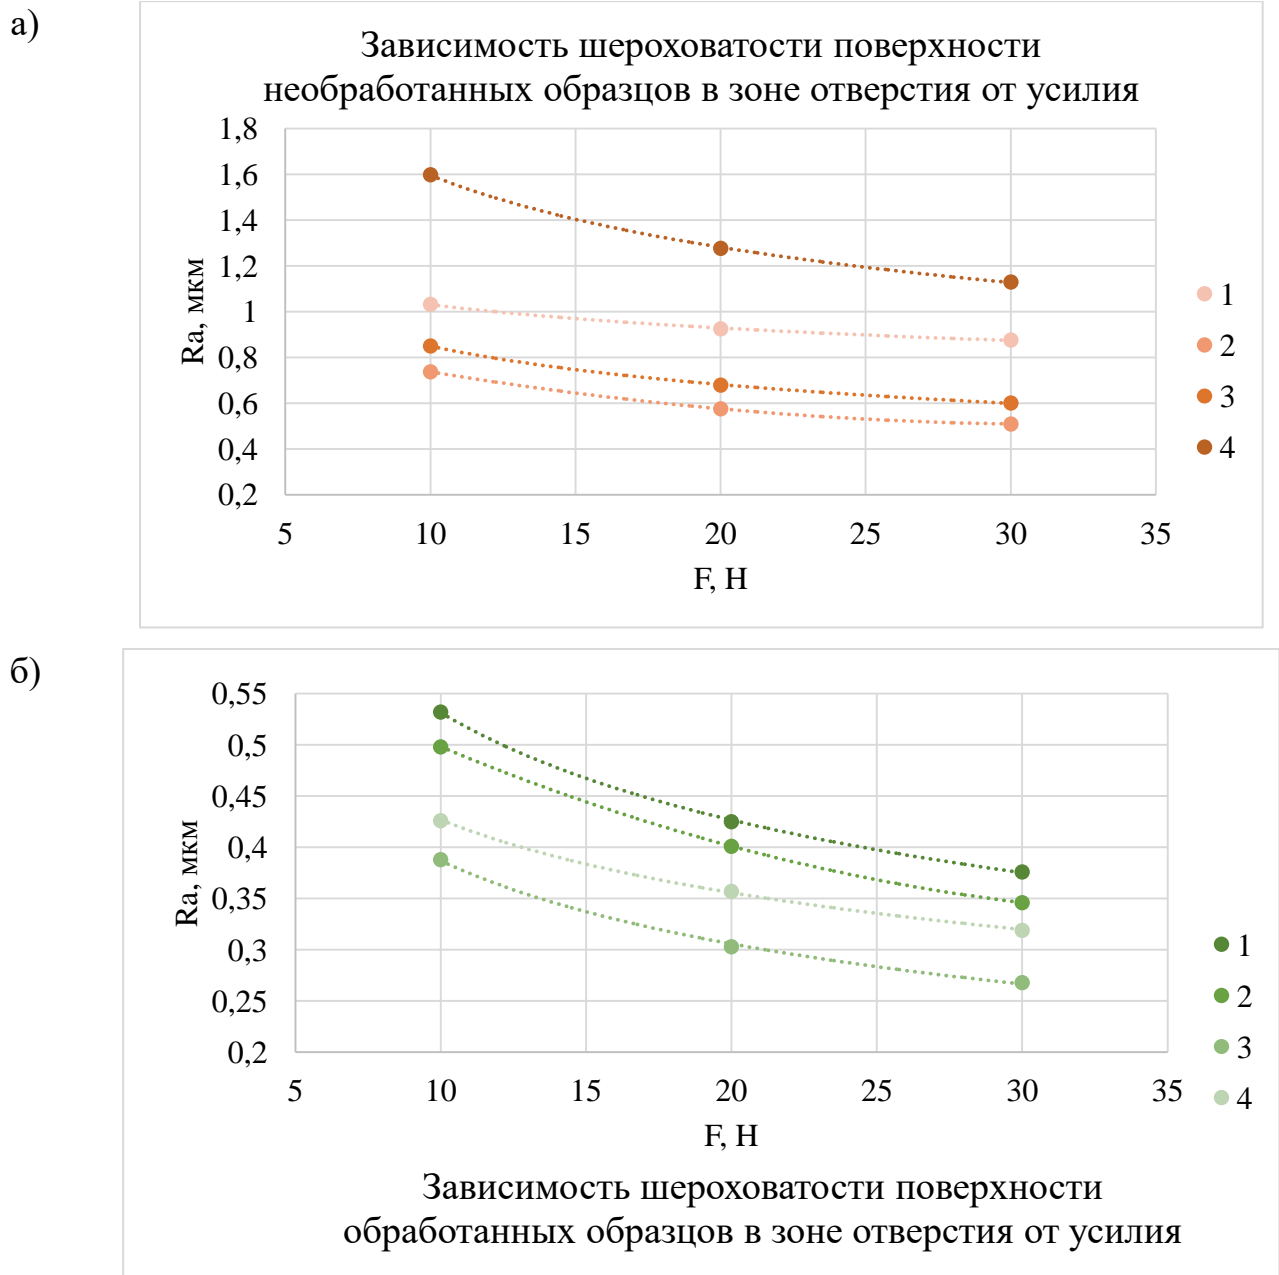 а)
Зависимость шероховатости поверхности
необработанных образцов в зоне отверстия от усилия
1,8
1,6
1,4
1,2
1
0,8
0,6
0,4
0,2
Ra, мкм
5 10 15 20 25 30 35
F, Н
1
2
3
4
б)
0,55
0,5
0,45
0,4
0,35
0,3
0,25
0,2
Ra, мкм
5 10 15 20 25 30 35
F, Н
1
2
3
4
Зависимость шероховатости поверхности
обработанных образцов в зоне отверстия от усилия